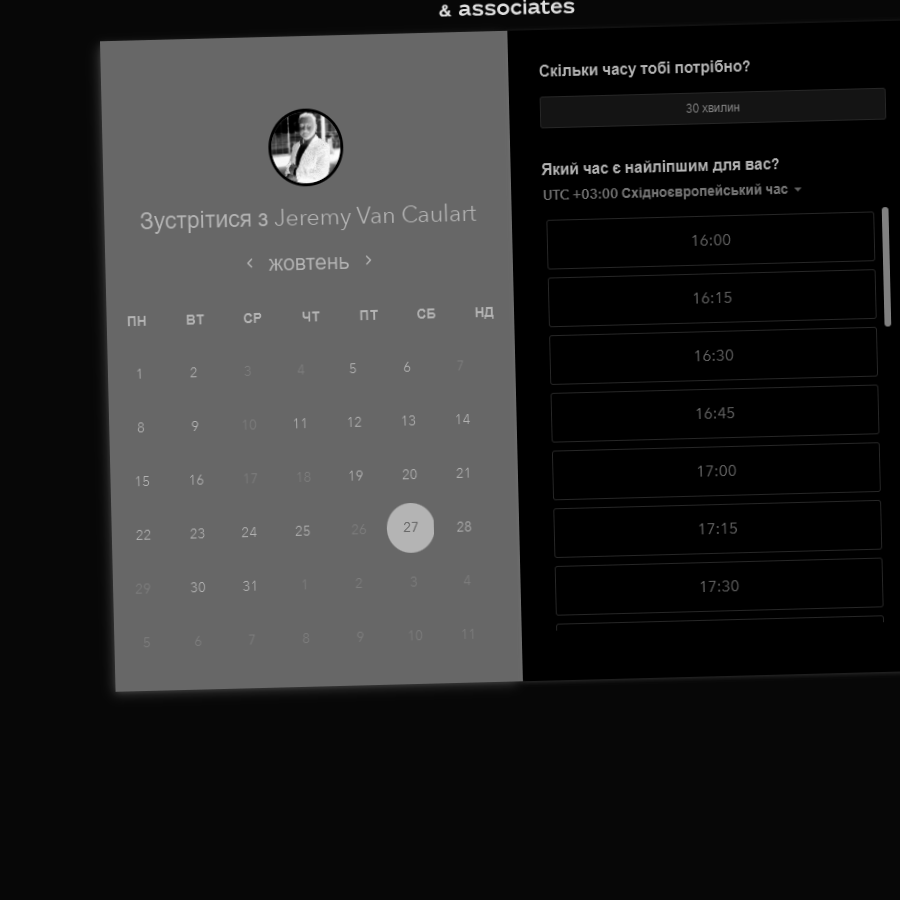 & associates
Зустрітися з Jeremy Van Caulart
‹ жовтень ›
ПН ВТ СР ЧТ ПТ СБ НД
1 2 3 4 5 6 7
8 9 10 11 12 13 14
15 16 17 18 19 20 21
22 23 24 25 26 27 28
29 30 31 1 2 3 4
5 6 7 8 9 10 11
Скільки часу тобі потрібно?
30 хвилин
Який час є найліпшим для вас?
UTC +03:00 Східноєвропейський час
16:00
16:15
16:30
16:45
17:00
17:15
17:30